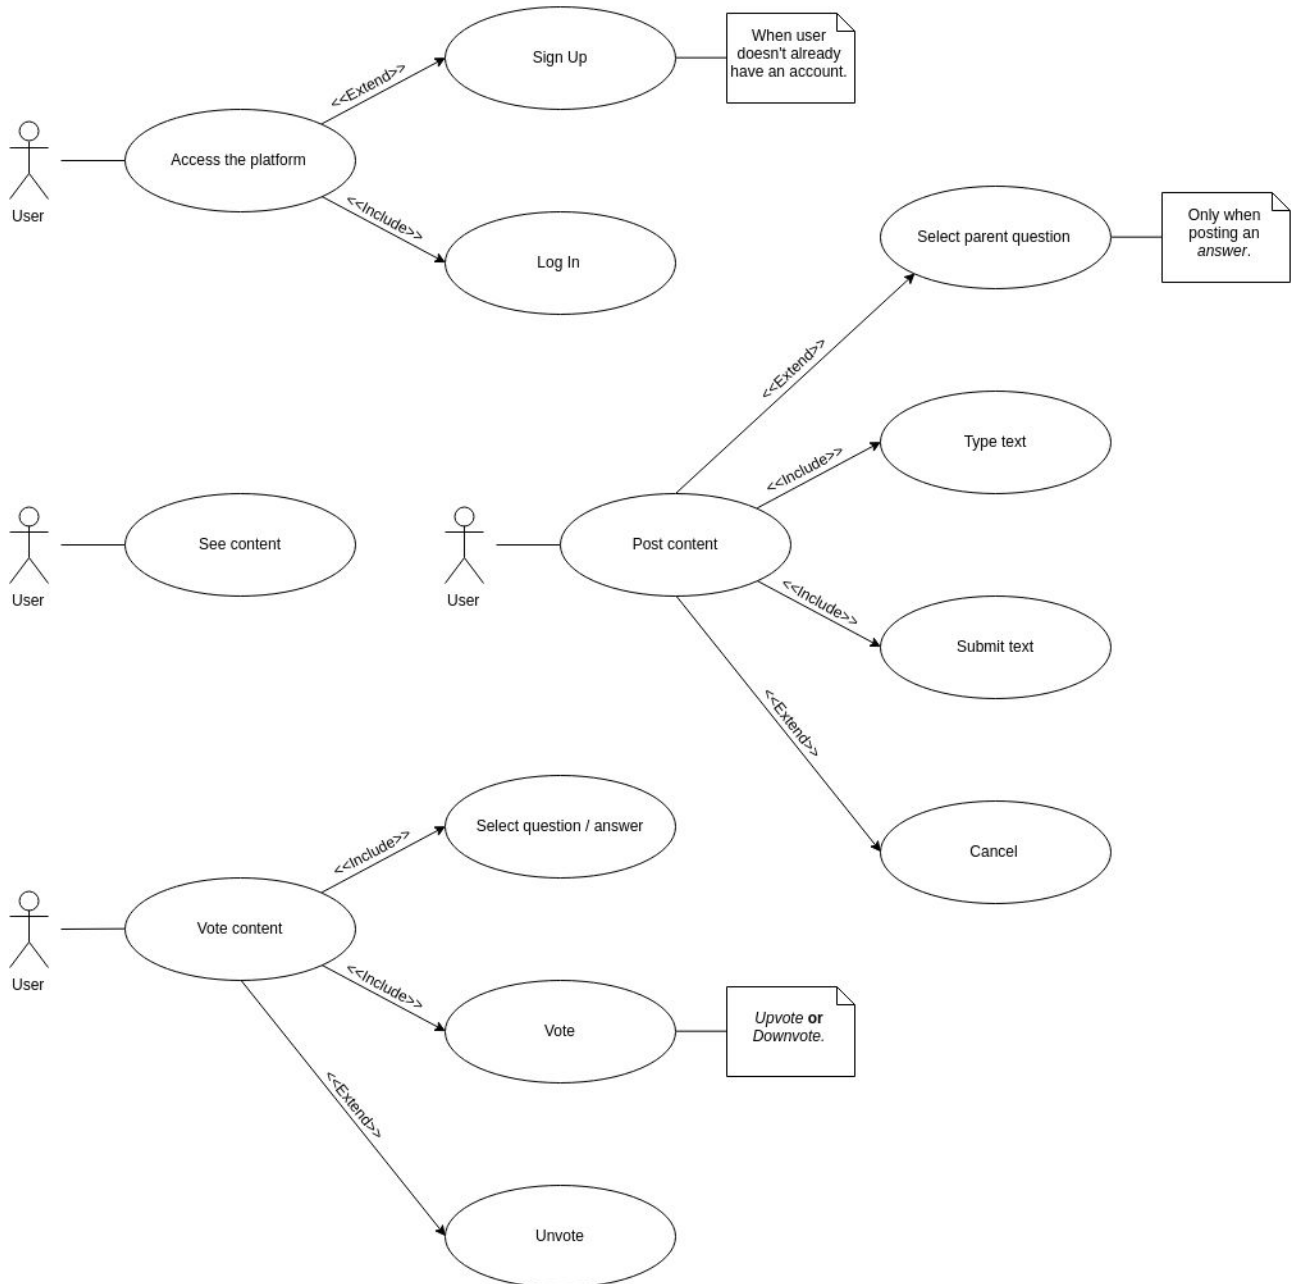 Sign Up
When user
doesn't already
have an account.
<<Extend>>
Access the platform
User
<<Include>>
Log In
Select parent question
Only when
posting an
answer.
<<Extend>>
Type text
<<Include>>
See content
User
Post content
User
<<Include>>
Submit text
<<Extend>>
Cancel
Select question / answer
<<Include>>
Vote content
User
<<Include>>
Vote
Upvote or
Downvote.
<<Extend>>
Unvote